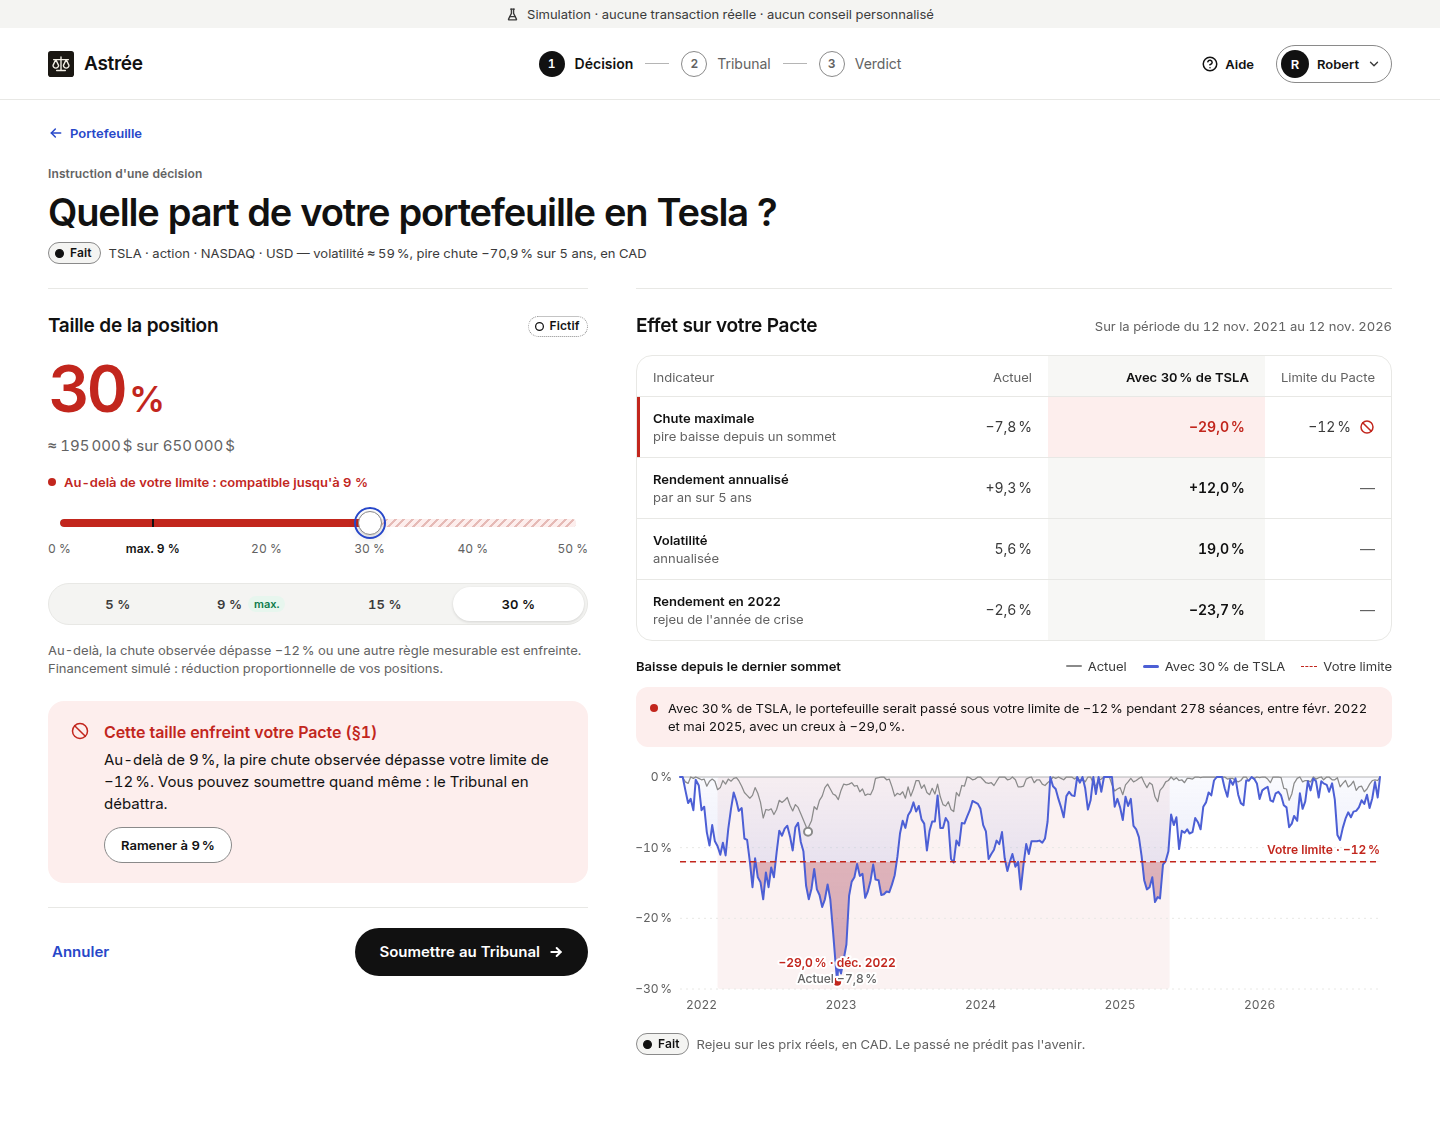 Simulation · aucune transaction réelle · aucun conseil personnalisé
Astrée
1 Décision 2 Tribunal 3 Verdict
Aide
R Robert
Portefeuille
Instruction d'une décision
Quelle part de votre portefeuille en Tesla ?
Fait TSLA · action · NASDAQ · USD — volatilité ≈ 59 %, pire chute −70,9 % sur 5 ans, en CAD
Taille de la position
Fictif
30 %
≈ 195 000 $ sur 650 000 $
Au-delà de votre limite : compatible jusqu'à 9 %
0 % max. 9 % 20 % 30 % 40 % 50 %
5 % 9 % max. 15 % 30 %
Au-delà, la chute observée dépasse −12 % ou une autre règle mesurable est enfreinte.
Financement simulé : réduction proportionnelle de vos positions.
Cette taille enfreint votre Pacte (§1)
Au-delà de 9 %, la pire chute observée dépasse votre limite de
−12 %. Vous pouvez soumettre quand même : le Tribunal en
débattra.
Ramener à 9 %
Annuler
Soumettre au Tribunal
Effet sur votre Pacte
Sur la période du 12 nov. 2021 au 12 nov. 2026
Indicateur Actuel Avec 30 % de TSLA Limite du Pacte
Chute maximale
pire baisse depuis un sommet
−7,8 % −29,0 % −12 %
Rendement annualisé
par an sur 5 ans
+9,3 % +12,0 % —
Volatilité
annualisée
5,6 % 19,0 % —
Rendement en 2022
rejeu de l'année de crise
−2,6 % −23,7 % —
Baisse depuis le dernier sommet
Actuel Avec 30 % de TSLA Votre limite
Avec 30 % de TSLA, le portefeuille serait passé sous votre limite de −12 % pendant 278 séances, entre févr. 2022
et mai 2025, avec un creux à −29,0 %.
0 %
−10 %
Votre limite · −12 %
−20 %
−29,0 % · déc. 2022
Actuel −7,8 %
−30 %
2022 2023 2024 2025 2026
Fait Rejeu sur les prix réels, en CAD. Le passé ne prédit pas l'avenir.